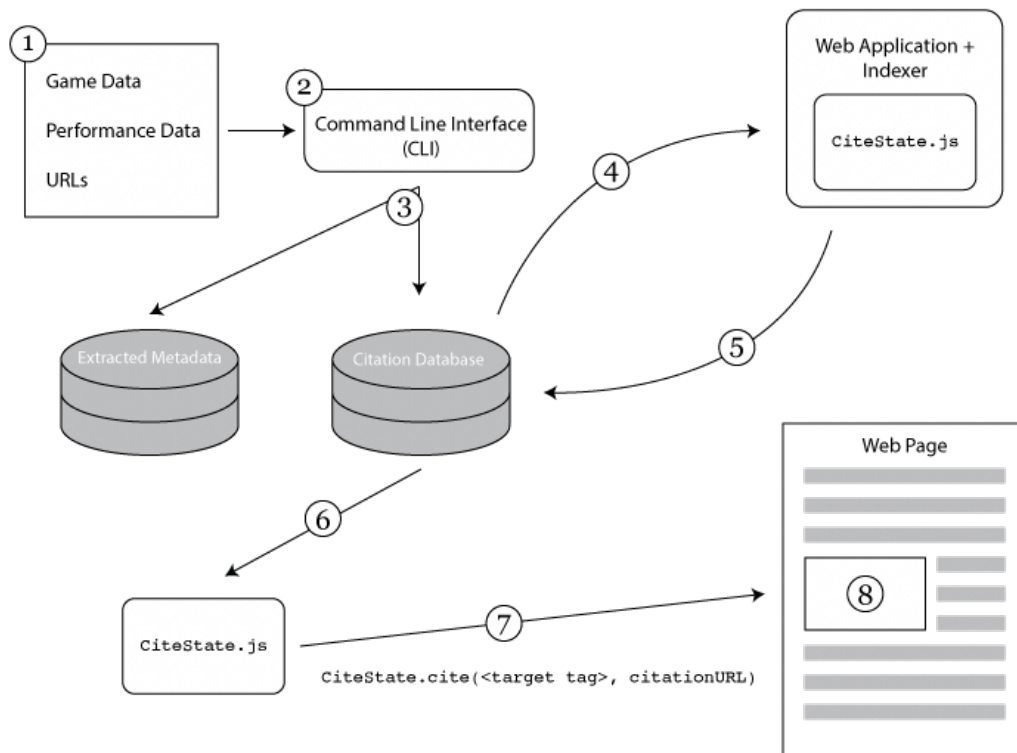 1
Game Data
Performance Data
URLs
2
Command Line Interface
(CLI)
3
Extracted Metadata
Citation Database
4
Web Application +
Indexer
CiteState.js
5
6
CiteState.js
7
CiteState.cite(<target tag>, citationURL)
Web Page
8